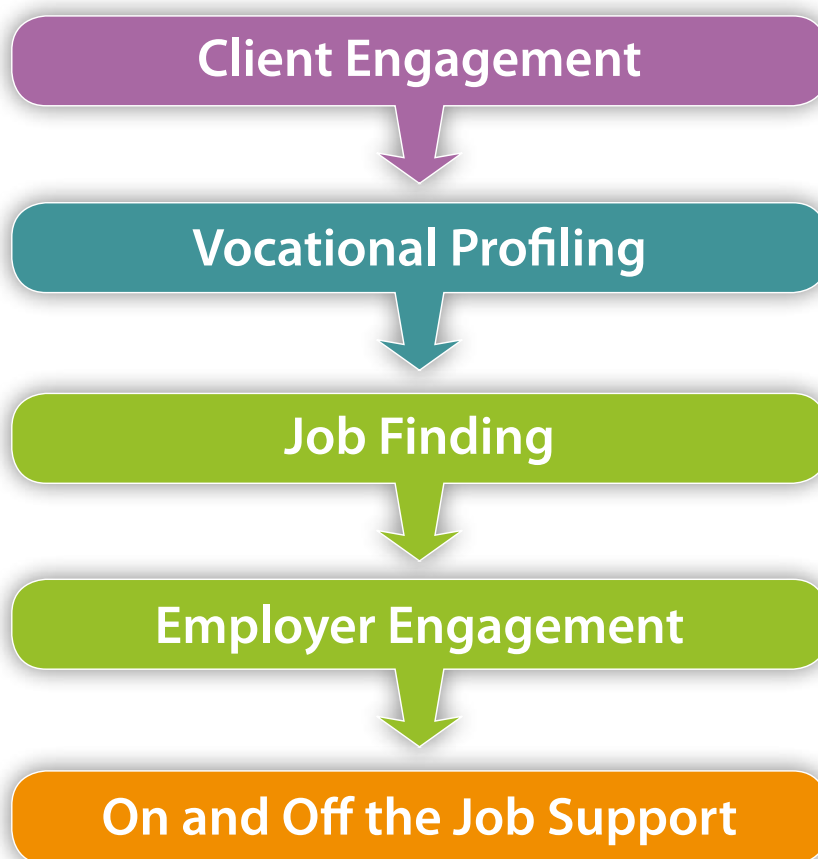 Client Engagement
Vocational Profiling
Job Finding
Employer Engagement
On and Off the Job Support